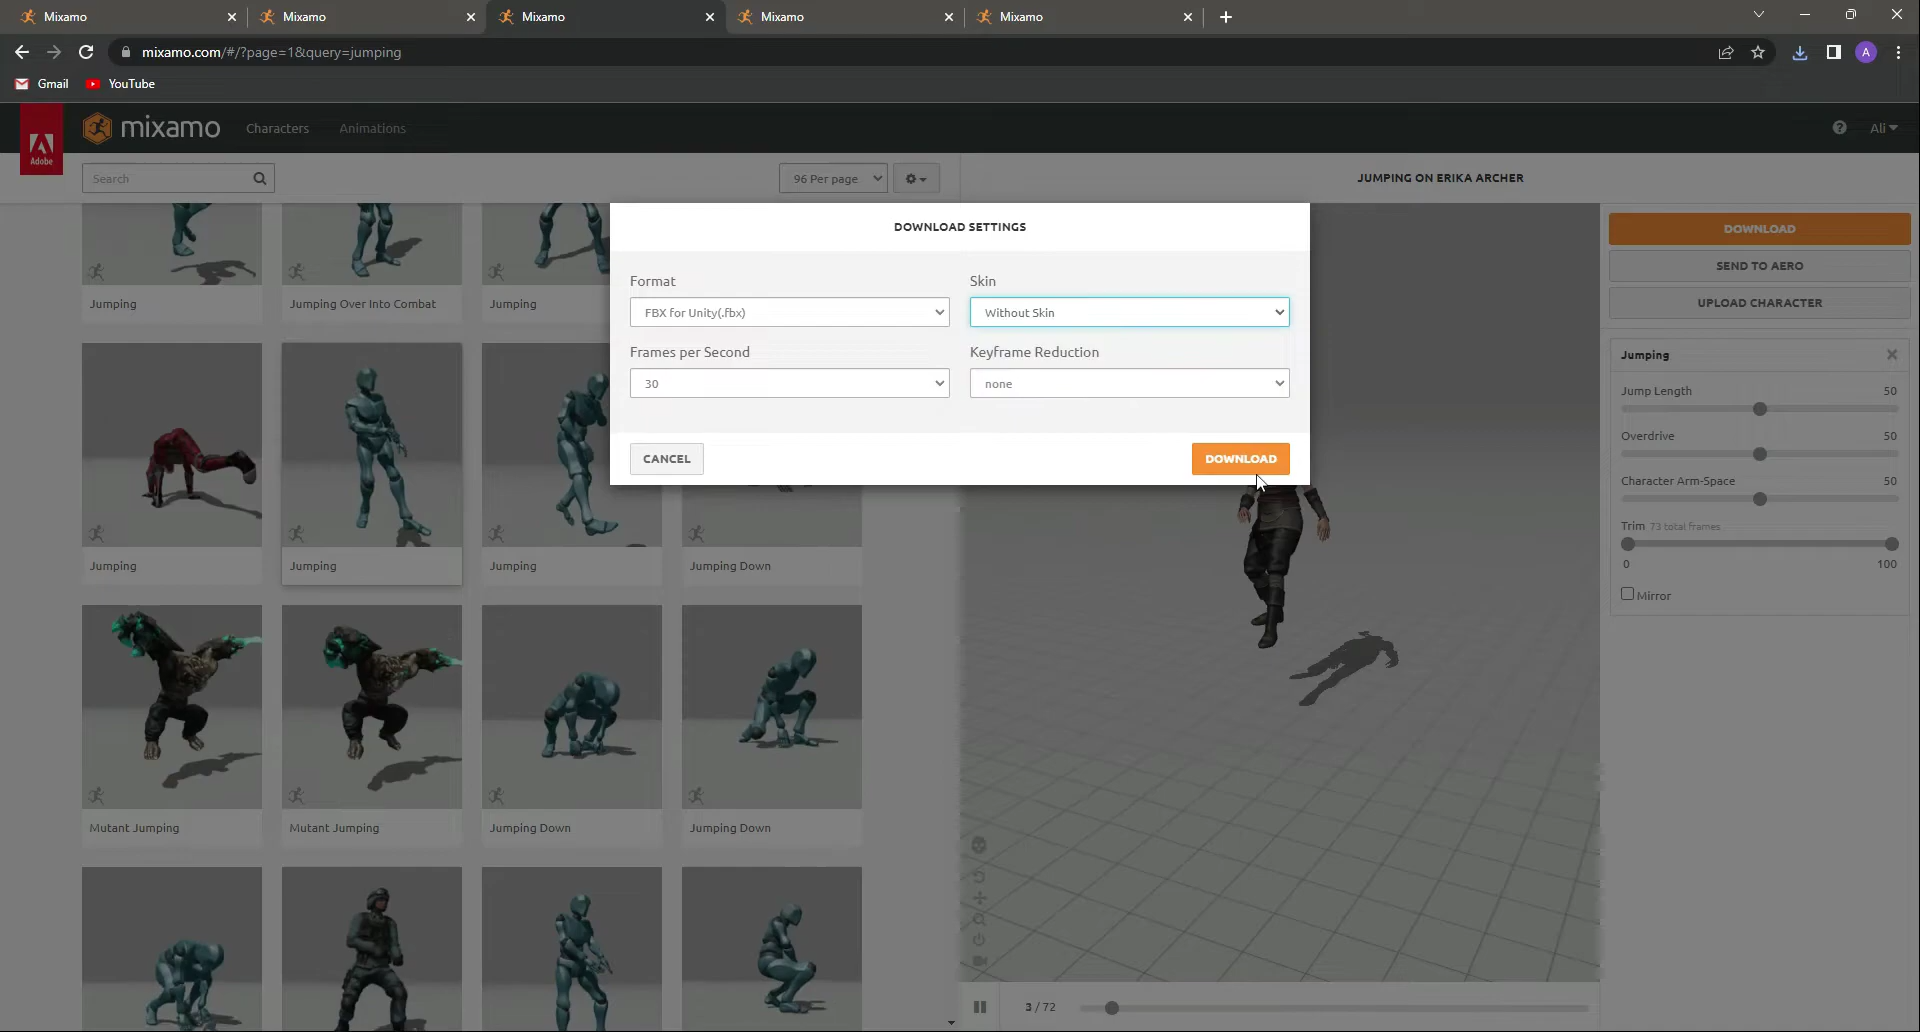 Mixamo
Mixamo
Mixamo
Mixamo
Mixamo
mixamo.com/#/?page=1&query=jumping
A
Gmail
YouTube
Adobe
mixamo
Characters
Animations
Ali
Search
96 Per page
JUMPING ON ERIKA ARCHER
DOWNLOAD SETTINGS
Format
Skin
FBX for Unity(.fbx)
Without Skin
Frames per Second
Keyframe Reduction
30
none
CANCEL
DOWNLOAD
DOWNLOAD
SEND TO AERO
UPLOAD CHARACTER
Jumping
Jump Length 50
Overdrive 50
Character Arm-Space 50
Trim 73 total frames
0 100
Mirror
Jumping
Jumping Over Into Combat
Jumping
Jumping
Jumping
Jumping
Jumping Down
Mutant Jumping
Mutant Jumping
Jumping Down
Jumping Down
3 / 72